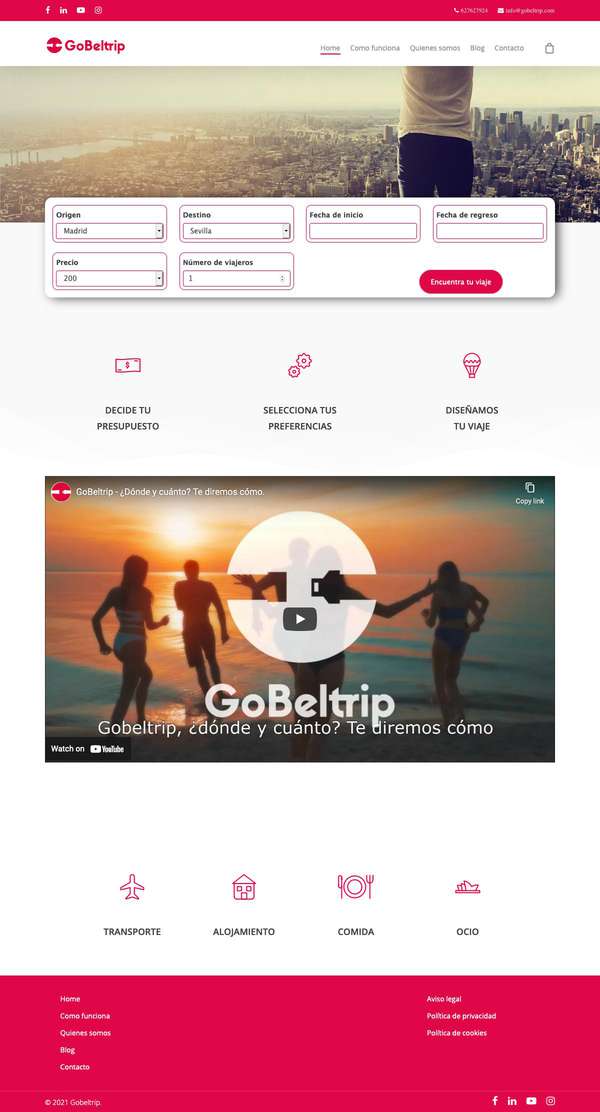 627627924 info@gobeltrip.com
GoBeltrip
Home Como funciona Quienes somos Blog Contacto
Origen Destino Fecha de inicio Fecha de regreso
Madrid Sevilla
Precio Número de viajeros
200 1 Encuentra tu viaje
DECIDE TU
PRESUPUESTO
SELECCIONA TUS
PREFERENCIAS
DISEÑAMOS
TU VIAJE
GoBeltrip - ¿Dónde y cuánto? Te diremos cómo.
Copy link
GoBeltrip
Gobeltrip, ¿dónde y cuánto? Te diremos cómo
Watch on YouTube
TRANSPORTE ALOJAMIENTO COMIDA OCIO
Home
Como funciona
Quienes somos
Blog
Contacto
Aviso legal
Política de privacidad
Política de cookies
© 2021 Gobeltrip.